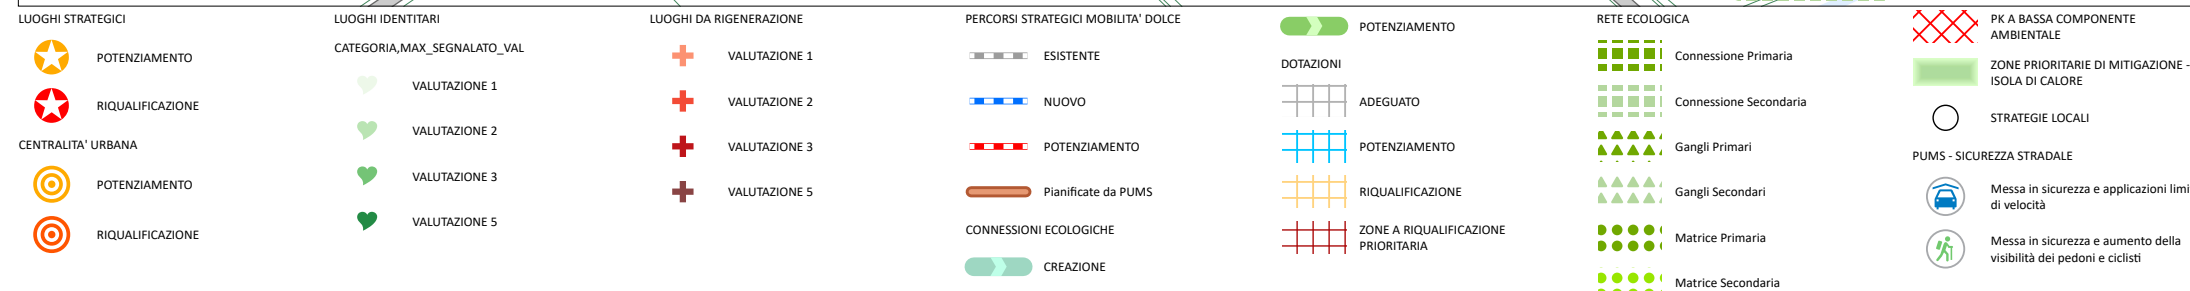 LUOGHI STRATEGICI
POTENZIAMENTO
RIQUALIFICAZIONE
CENTRALITA' URBANA
POTENZIAMENTO
RIQUALIFICAZIONE
LUOGHI IDENTITARI
CATEGORIA,MAX_SEGNALATO_VAL
VALUTAZIONE 1
VALUTAZIONE 2
VALUTAZIONE 3
VALUTAZIONE 5
LUOGHI DA RIGENERAZIONE
VALUTAZIONE 1
VALUTAZIONE 2
VALUTAZIONE 3
VALUTAZIONE 5
PERCORSI STRATEGICI MOBILITA' DOLCE
ESISTENTE
NUOVO
POTENZIAMENTO
Pianificate da PUMS
CONNESSIONI ECOLOGICHE
CREAZIONE
POTENZIAMENTO
DOTAZIONI
ADEGUATO
POTENZIAMENTO
RIQUALIFICAZIONE
ZONE A RIQUALIFICAZIONE
PRIORITARIA
RETE ECOLOGICA
Connessione Primaria
Connessione Secondaria
Gangli Primari
Gangli Secondari
Matrice Primaria
Matrice Secondaria
PK A BASSA COMPONENTE
AMBIENTALE
ZONE PRIORITARIE DI MITIGAZIONE -
ISOLA DI CALORE
STRATEGIE LOCALI
PUMS - SICUREZZA STRADALE
Messa in sicurezza e applicazioni limi
di velocità
Messa in sicurezza e aumento della
visibilità dei pedoni e ciclisti